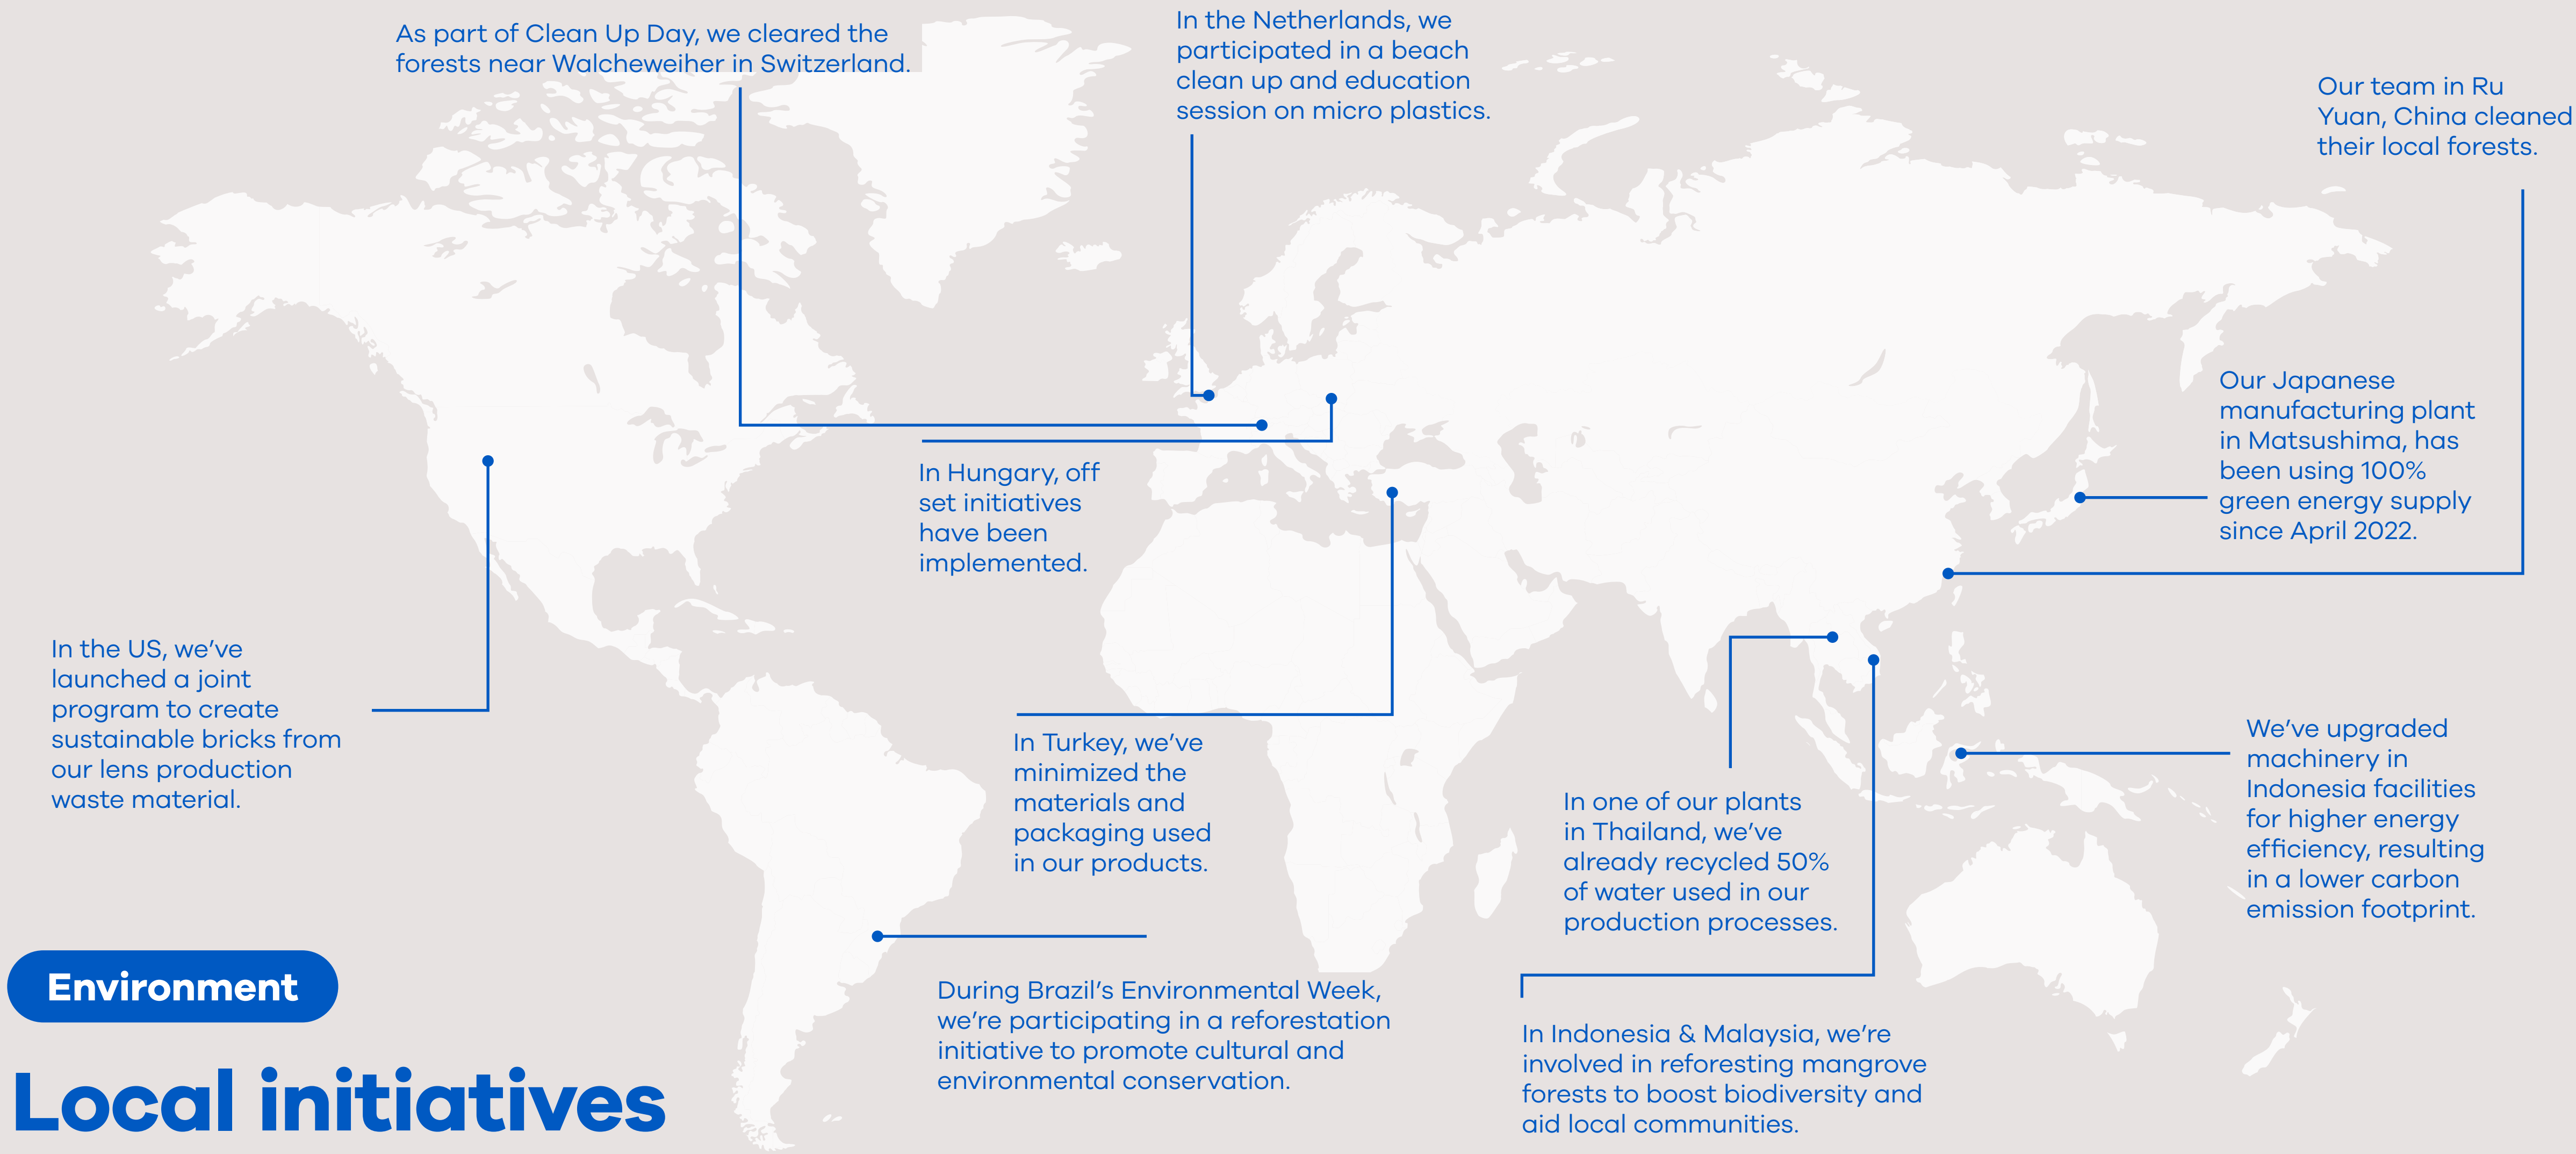 As part of Clean Up Day, we cleared the
forests near Walcheweiher in Switzerland.
In the Netherlands, we
participated in a beach
clean up and education
session on micro plastics.
Our team in Ru
Yuan, China cleaned
their local forests.
Our Japanese
manufacturing plant
in Matsushima, has
been using 100%
green energy supply
since April 2022.
In Hungary, off
set initiatives
have been
implemented.
In the US, we’ve
launched a joint
program to create
sustainable bricks from
our lens production
waste material.
In Turkey, we’ve
minimized the
materials and
packaging used
in our products.
In one of our plants
in Thailand, we’ve
already recycled 50%
of water used in our
production processes.
We’ve upgraded
machinery in
Indonesia facilities
for higher energy
efficiency, resulting
in a lower carbon
emission footprint.
During Brazil’s Environmental Week,
we’re participating in a reforestation
initiative to promote cultural and
environmental conservation.
In Indonesia & Malaysia, we’re
involved in reforesting mangrove
forests to boost biodiversity and
aid local communities.
Environment
Local initiatives